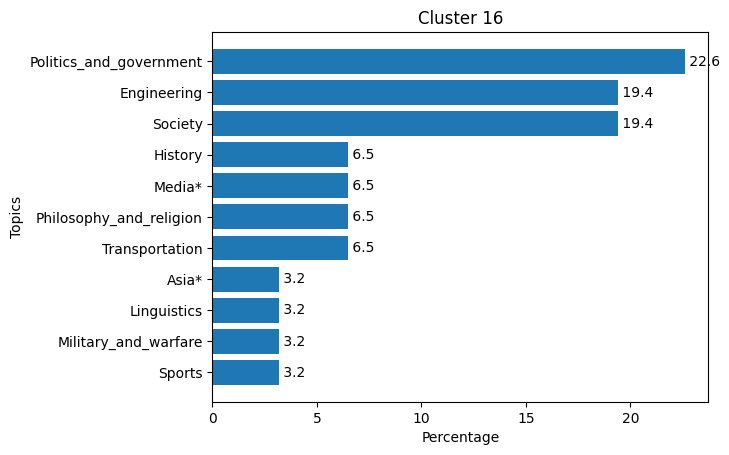 Cluster 16
Topics
Politics_and_government 22.6
Engineering 19.4
Society 19.4
History 6.5
Media* 6.5
Philosophy_and_religion 6.5
Transportation 6.5
Asia* 3.2
Linguistics 3.2
Military_and_warfare 3.2
Sports 3.2
0 5 10 15 20
Percentage